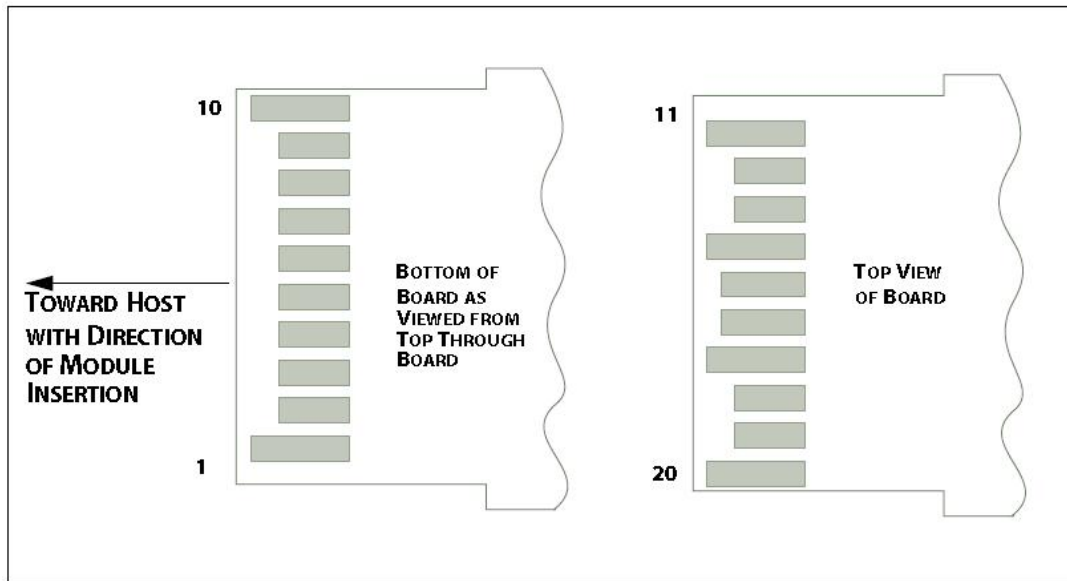 10
1
TOWARD HOST
WITH DIRECTION
OF MODULE
INSERTION
BOTTOM OF
BOARD AS
VIEWED FROM
TOP THROUGH
BOARD
11
20
TOP VIEW
OF BOARD